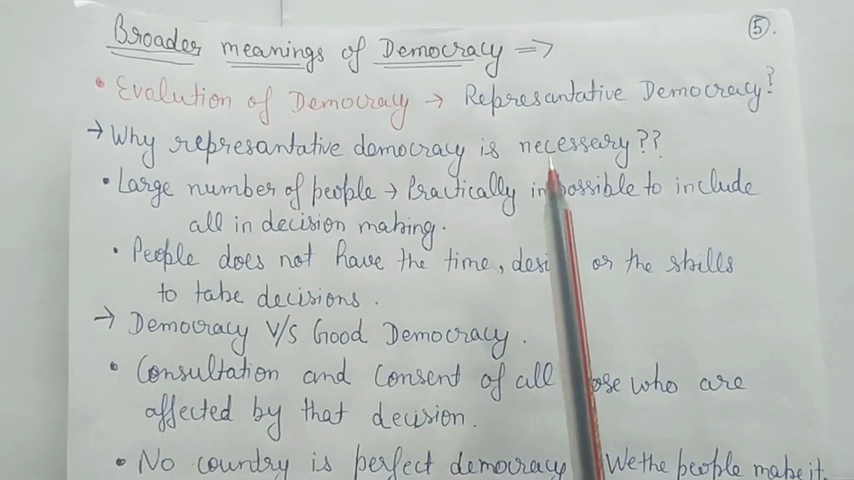 5.
Broader meanings of Democracy =>
• Evalution of Democracy → Represantative Democracy?
→ Why represantative democracy is necessary??
• Large number of people → Practically impossible to include
all in decision making.
• People does not have the time, or the skills
to take decisions.
→ Democracy V/S Good Democracy.
• Consultation and Consent of all who are
affected by that decision.
• No country is perfect democracy We the people make it.